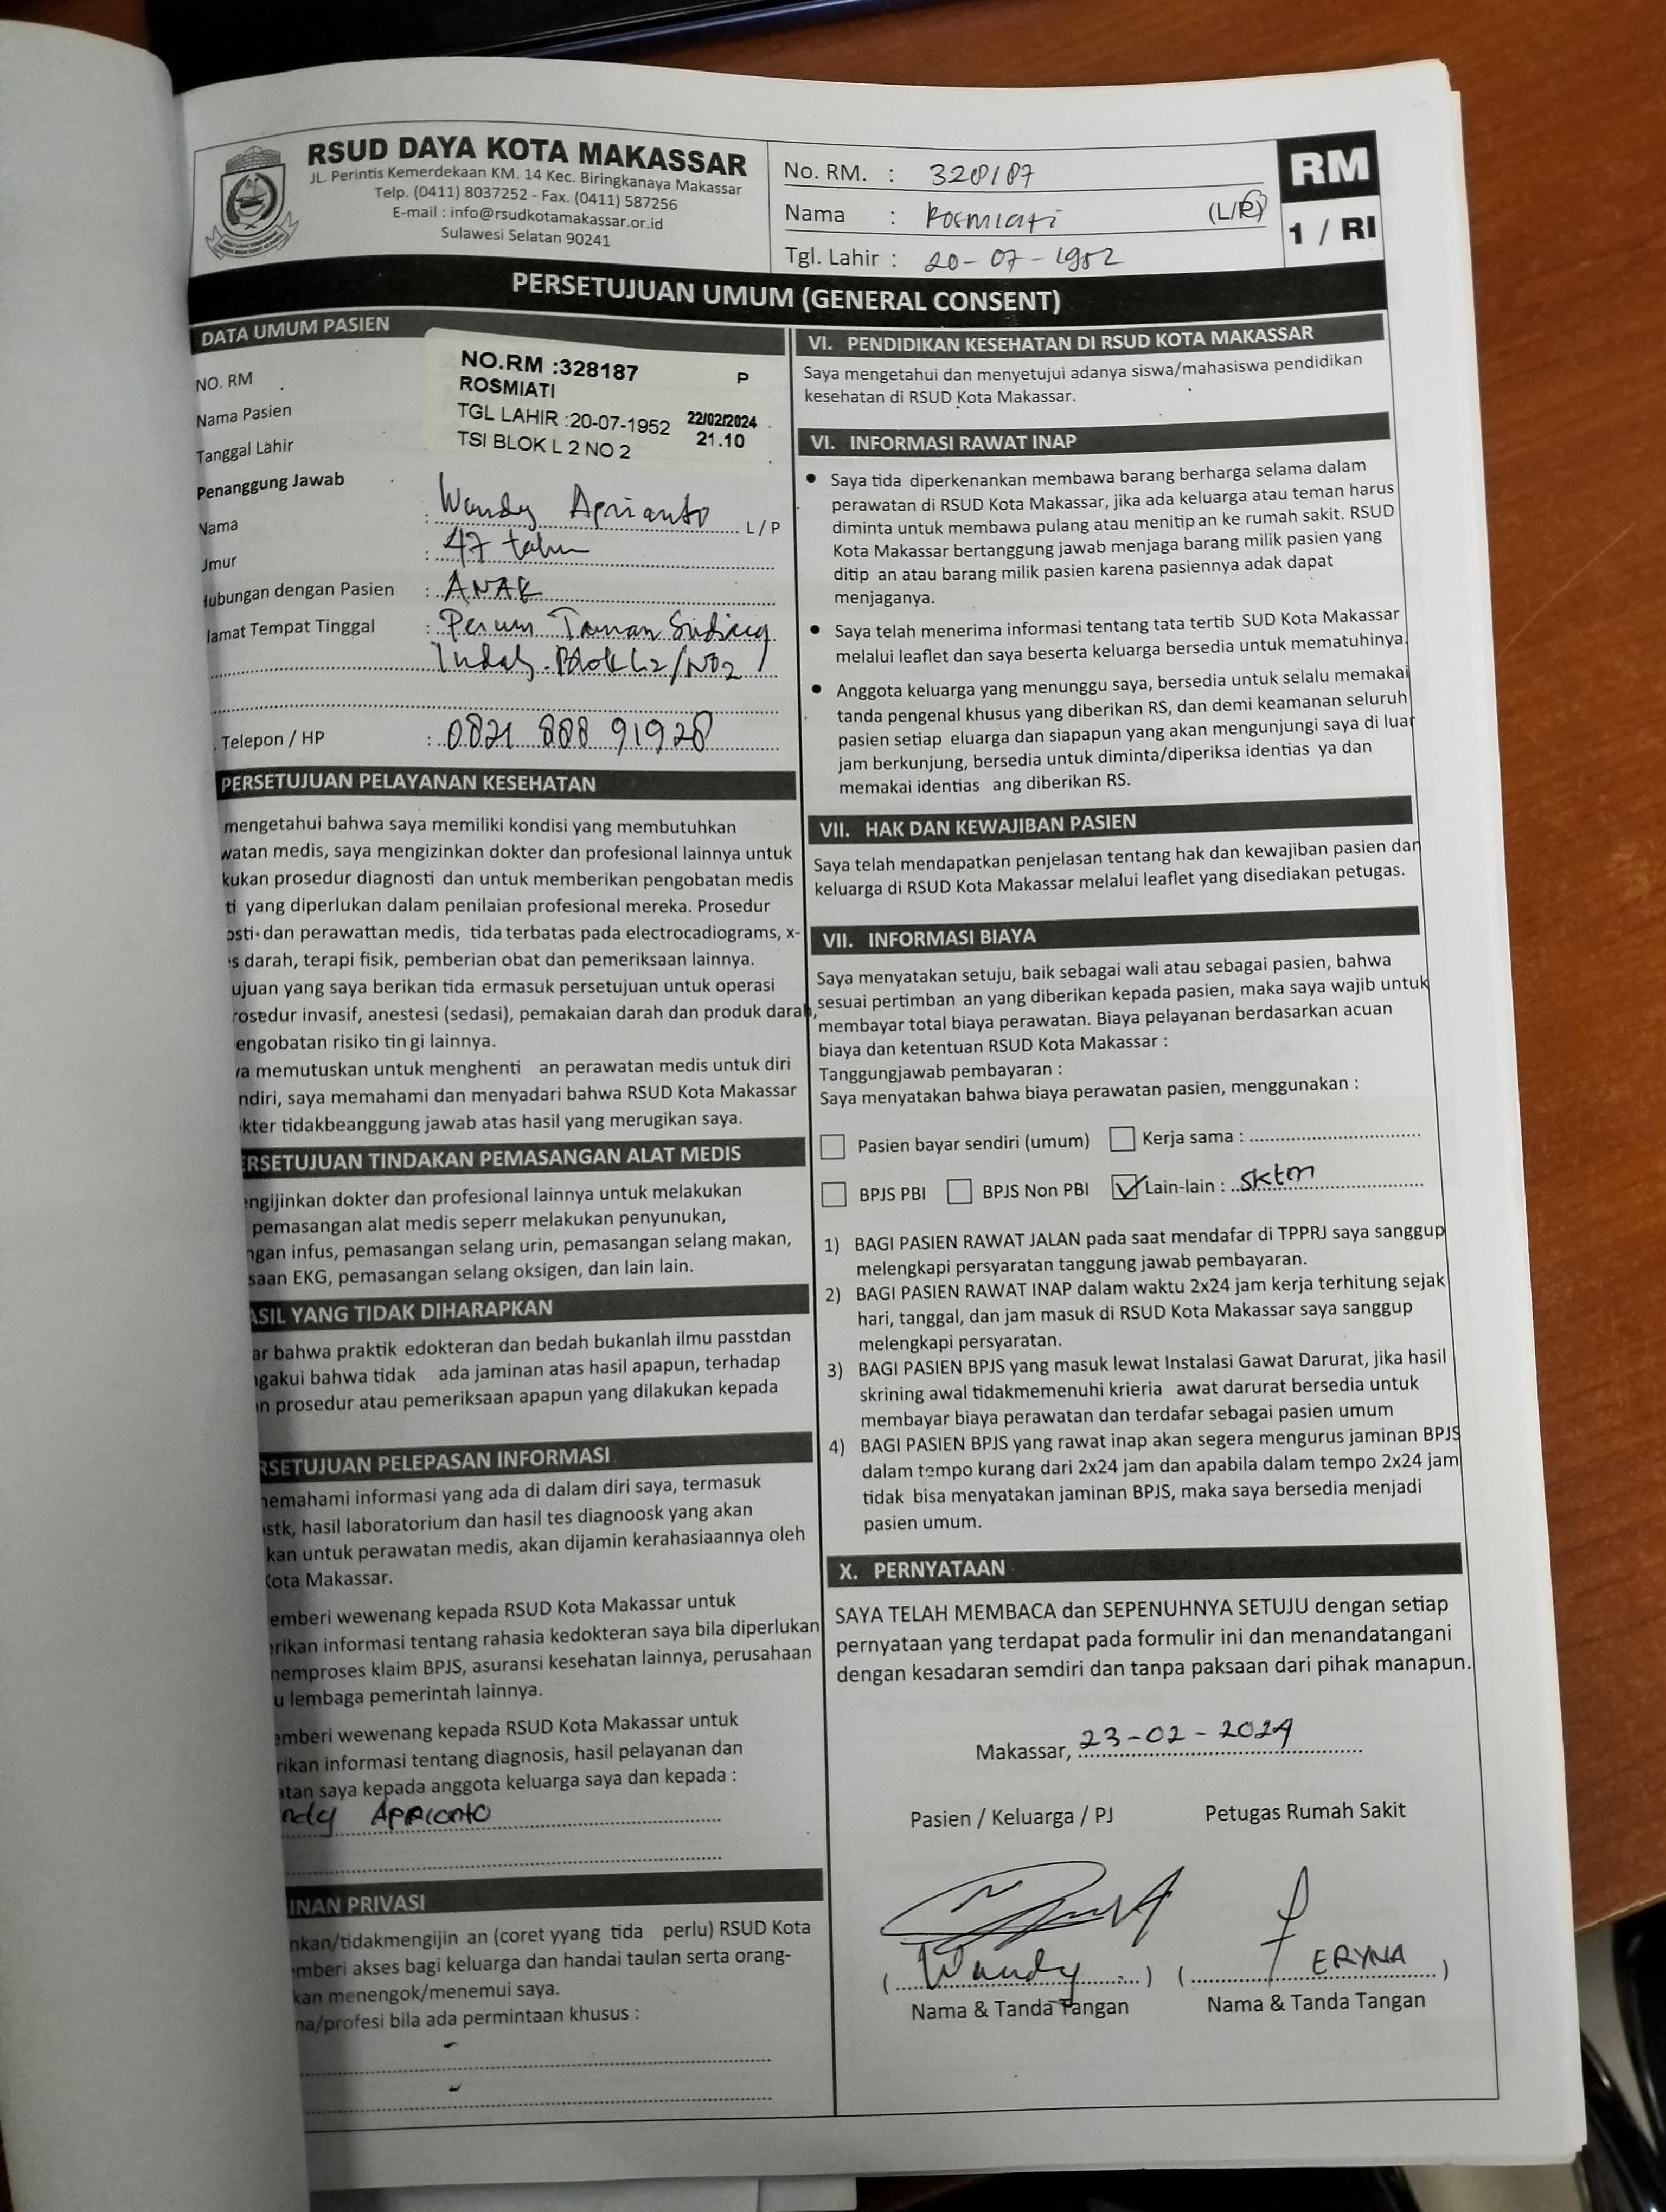 RSUD DAYA KOTA MAKASSAR
JL. Perintis Kemerdekaan KM. 14 Kec. Biringkanaya Makassar
Telp. (0411) 8037252 - Fax. (0411) 587256
E-mail : info@rsudkotamakassar.or.id
Sulawesi Selatan 90241
No. RM. : 328187
Nama : Rosmiati (L/P)
Tgl. Lahir : 20-07-1952
RM
1 / RI
PERSETUJUAN UMUM (GENERAL CONSENT)
DATA UMUM PASIEN
NO. RM
Nama Pasien
Tanggal Lahir
NO.RM :328187 P
ROSMIATI
TGL LAHIR :20-07-1952 22/02/2024
TSI BLOK L 2 NO 2 21.10
Penanggung Jawab
Nama : Wandy Aprianto L / P
Umur : 47 tahun
Hubungan dengan Pasien : ANAK
lamat Tempat Tinggal : Perum Taman Sudiang
Indah Blok L2/NO2
Telepon / HP : 0821 888 91928
PERSETUJUAN PELAYANAN KESEHATAN
mengetahui bahwa saya memiliki kondisi yang membutuhkan
watan medis, saya mengizinkan dokter dan profesional lainnya untuk
kukan prosedur diagnosti dan untuk memberikan pengobatan medis
ti yang diperlukan dalam penilaian profesional mereka. Prosedur
osti dan perawattan medis, tida terbatas pada electrocadiograms, x-
s darah, terapi fisik, pemberian obat dan pemeriksaan lainnya.
ujuan yang saya berikan tida ermasuk persetujuan untuk operasi
rosedur invasif, anestesi (sedasi), pemakaian darah dan produk darah,
engobatan risiko tin gi lainnya.
ya memutuskan untuk menghenti an perawatan medis untuk diri
ndiri, saya memahami dan menyadari bahwa RSUD Kota Makassar
kter tidakbeanggung jawab atas hasil yang merugikan saya.
ERSETUJUAN TINDAKAN PEMASANGAN ALAT MEDIS
engijinkan dokter dan profesional lainnya untuk melakukan
pemasangan alat medis seperr melakukan penyunukan,
ngan infus, pemasangan selang urin, pemasangan selang makan,
saan EKG, pemasangan selang oksigen, dan lain lain.
ASIL YANG TIDAK DIHARAPKAN
ar bahwa praktik edokteran dan bedah bukanlah ilmu passtdan
ngakui bahwa tidak ada jaminan atas hasil apapun, terhadap
n prosedur atau pemeriksaan apapun yang dilakukan kepada
RSETUJUAN PELEPASAN INFORMASI
nemahami informasi yang ada di dalam diri saya, termasuk
stk, hasil laboratorium dan hasil tes diagnoosk yang akan
kan untuk perawatan medis, akan dijamin kerahasiaannya oleh
Kota Makassar.
emberi wewenang kepada RSUD Kota Makassar untuk
erikan informasi tentang rahasia kedokteran saya bila diperlukan
nemproses klaim BPJS, asuransi kesehatan lainnya, perusahaan
u lembaga pemerintah lainnya.
emberi wewenang kepada RSUD Kota Makassar untuk
rikan informasi tentang diagnosis, hasil pelayanan dan
atan saya kepada anggota keluarga saya dan kepada :
ndy Aprianto
INAN PRIVASI
nkan/tidakmengijin an (coret yyang tida perlu) RSUD Kota
emberi akses bagi keluarga dan handai taulan serta orang-
kan menengok/menemui saya.
na/profesi bila ada permintaan khusus :
-
-
VI. PENDIDIKAN KESEHATAN DI RSUD KOTA MAKASSAR
Saya mengetahui dan menyetujui adanya siswa/mahasiswa pendidikan
kesehatan di RSUD Kota Makassar.
VI. INFORMASI RAWAT INAP
• Saya tida diperkenankan membawa barang berharga selama dalam
perawatan di RSUD Kota Makassar, jika ada keluarga atau teman harus
diminta untuk membawa pulang atau menitip an ke rumah sakit. RSUD
Kota Makassar bertanggung jawab menjaga barang milik pasien yang
ditip an atau barang milik pasien karena pasiennya adak dapat
menjaganya.
• Saya telah menerima informasi tentang tata tertib SUD Kota Makassar
melalui leaflet dan saya beserta keluarga bersedia untuk mematuhinya.
• Anggota keluarga yang menunggu saya, bersedia untuk selalu memakai
tanda pengenal khusus yang diberikan RS, dan demi keamanan seluruh
pasien setiap eluarga dan siapapun yang akan mengunjungi saya di luar
jam berkunjung, bersedia untuk diminta/diperiksa identias ya dan
memakai identias ang diberikan RS.
VII. HAK DAN KEWAJIBAN PASIEN
Saya telah mendapatkan penjelasan tentang hak dan kewajiban pasien dan
keluarga di RSUD Kota Makassar melalui leaflet yang disediakan petugas.
VII. INFORMASI BIAYA
Saya menyatakan setuju, baik sebagai wali atau sebagai pasien, bahwa
sesuai pertimban an yang diberikan kepada pasien, maka saya wajib untuk
membayar total biaya perawatan. Biaya pelayanan berdasarkan acuan
biaya dan ketentuan RSUD Kota Makassar :
Tanggungjawab pembayaran :
Saya menyatakan bahwa biaya perawatan pasien, menggunakan :
Pasien bayar sendiri (umum) Kerja sama :
BPJS PBI BPJS Non PBI Lain-lain : sktm
1) BAGI PASIEN RAWAT JALAN pada saat mendafar di TPPRJ saya sanggup
melengkapi persyaratan tanggung jawab pembayaran.
2) BAGI PASIEN RAWAT INAP dalam waktu 2x24 jam kerja terhitung sejak
hari, tanggal, dan jam masuk di RSUD Kota Makassar saya sanggup
melengkapi persyaratan.
3) BAGI PASIEN BPJS yang masuk lewat Instalasi Gawat Darurat, jika hasil
skrining awal tidakmemenuhi krieria awat darurat bersedia untuk
membayar biaya perawatan dan terdafar sebagai pasien umum
4) BAGI PASIEN BPJS yang rawat inap akan segera mengurus jaminan BPJS
dalam tempo kurang dari 2x24 jam dan apabila dalam tempo 2x24 jam
tidak bisa menyatakan jaminan BPJS, maka saya bersedia menjadi
pasien umum.
X. PERNYATAAN
SAYA TELAH MEMBACA dan SEPENUHNYA SETUJU dengan setiap
pernyataan yang terdapat pada formulir ini dan menandatangani
dengan kesadaran semdiri dan tanpa paksaan dari pihak manapun.
Makassar, 23-02-2024
Pasien / Keluarga / PJ Petugas Rumah Sakit
( Wandy ) ( ERYNA )
Nama & Tanda Tangan Nama & Tanda Tangan